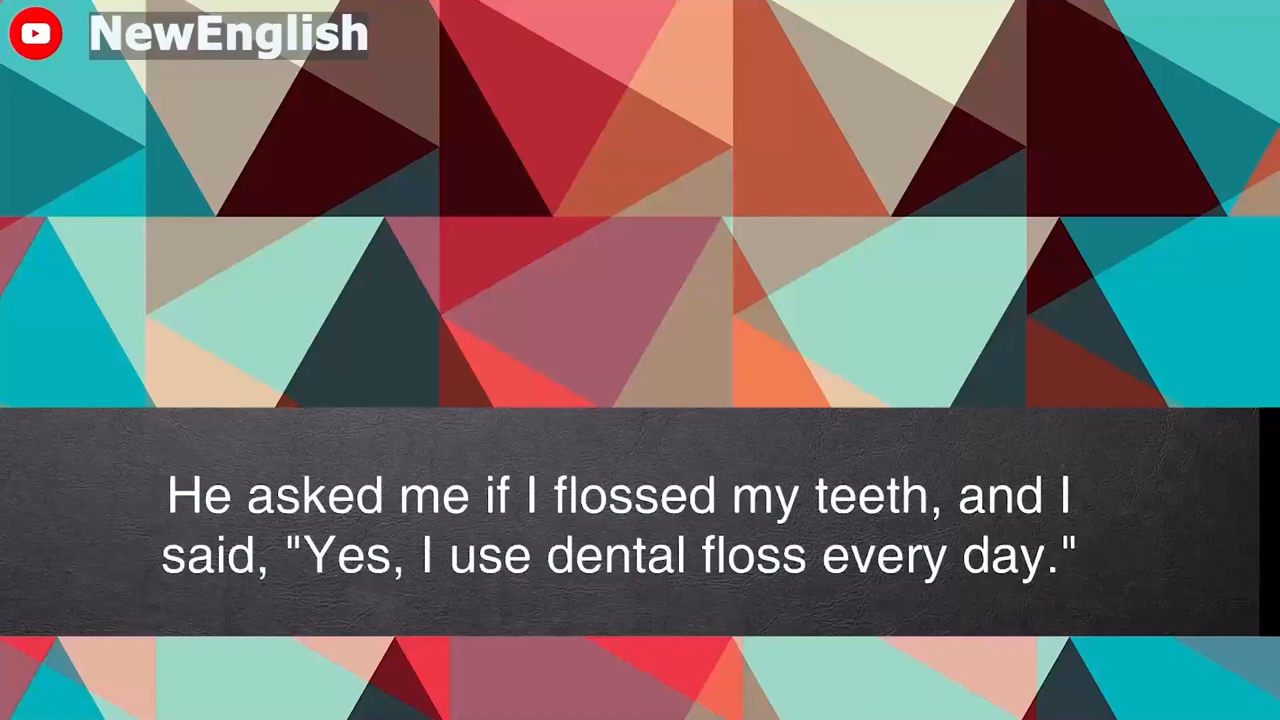 NewEnglish
He asked me if I flossed my teeth, and I
said, "Yes, I use dental floss every day."